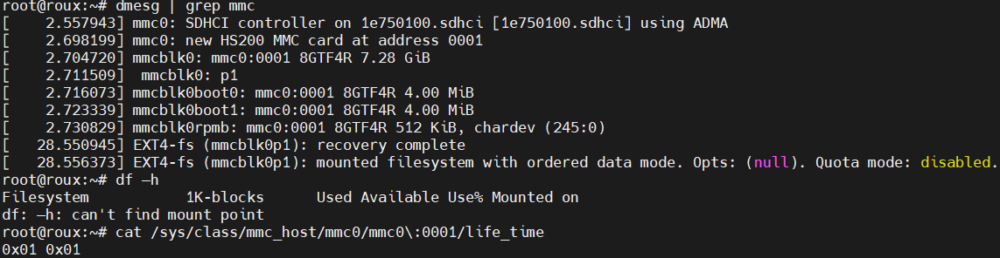 root@roux:~# dmesg | grep mmc
[    2.557943] mmc0: SDHCI controller on 1e750100.sdhci [1e750100.sdhci] using ADMA
[    2.698199] mmc0: new HS200 MMC card at address 0001
[    2.704720] mmcblk0: mmc0:0001 8GTF4R 7.28 GiB
[    2.711509]  mmcblk0: p1
[    2.716073] mmcblk0boot0: mmc0:0001 8GTF4R 4.00 MiB
[    2.723339] mmcblk0boot1: mmc0:0001 8GTF4R 4.00 MiB
[    2.730829] mmcblk0rpmb: mmc0:0001 8GTF4R 512 KiB, chardev (245:0)
[   28.550945] EXT4-fs (mmcblk0p1): recovery complete
[   28.556373] EXT4-fs (mmcblk0p1): mounted filesystem with ordered data mode. Opts: (null). Quota mode: disabled.
root@roux:~# df –h
Filesystem           1K-blocks      Used Available Use% Mounted on
df: –h: can't find mount point
root@roux:~# cat /sys/class/mmc_host/mmc0/mmc0\:0001/life_time
0x01 0x01